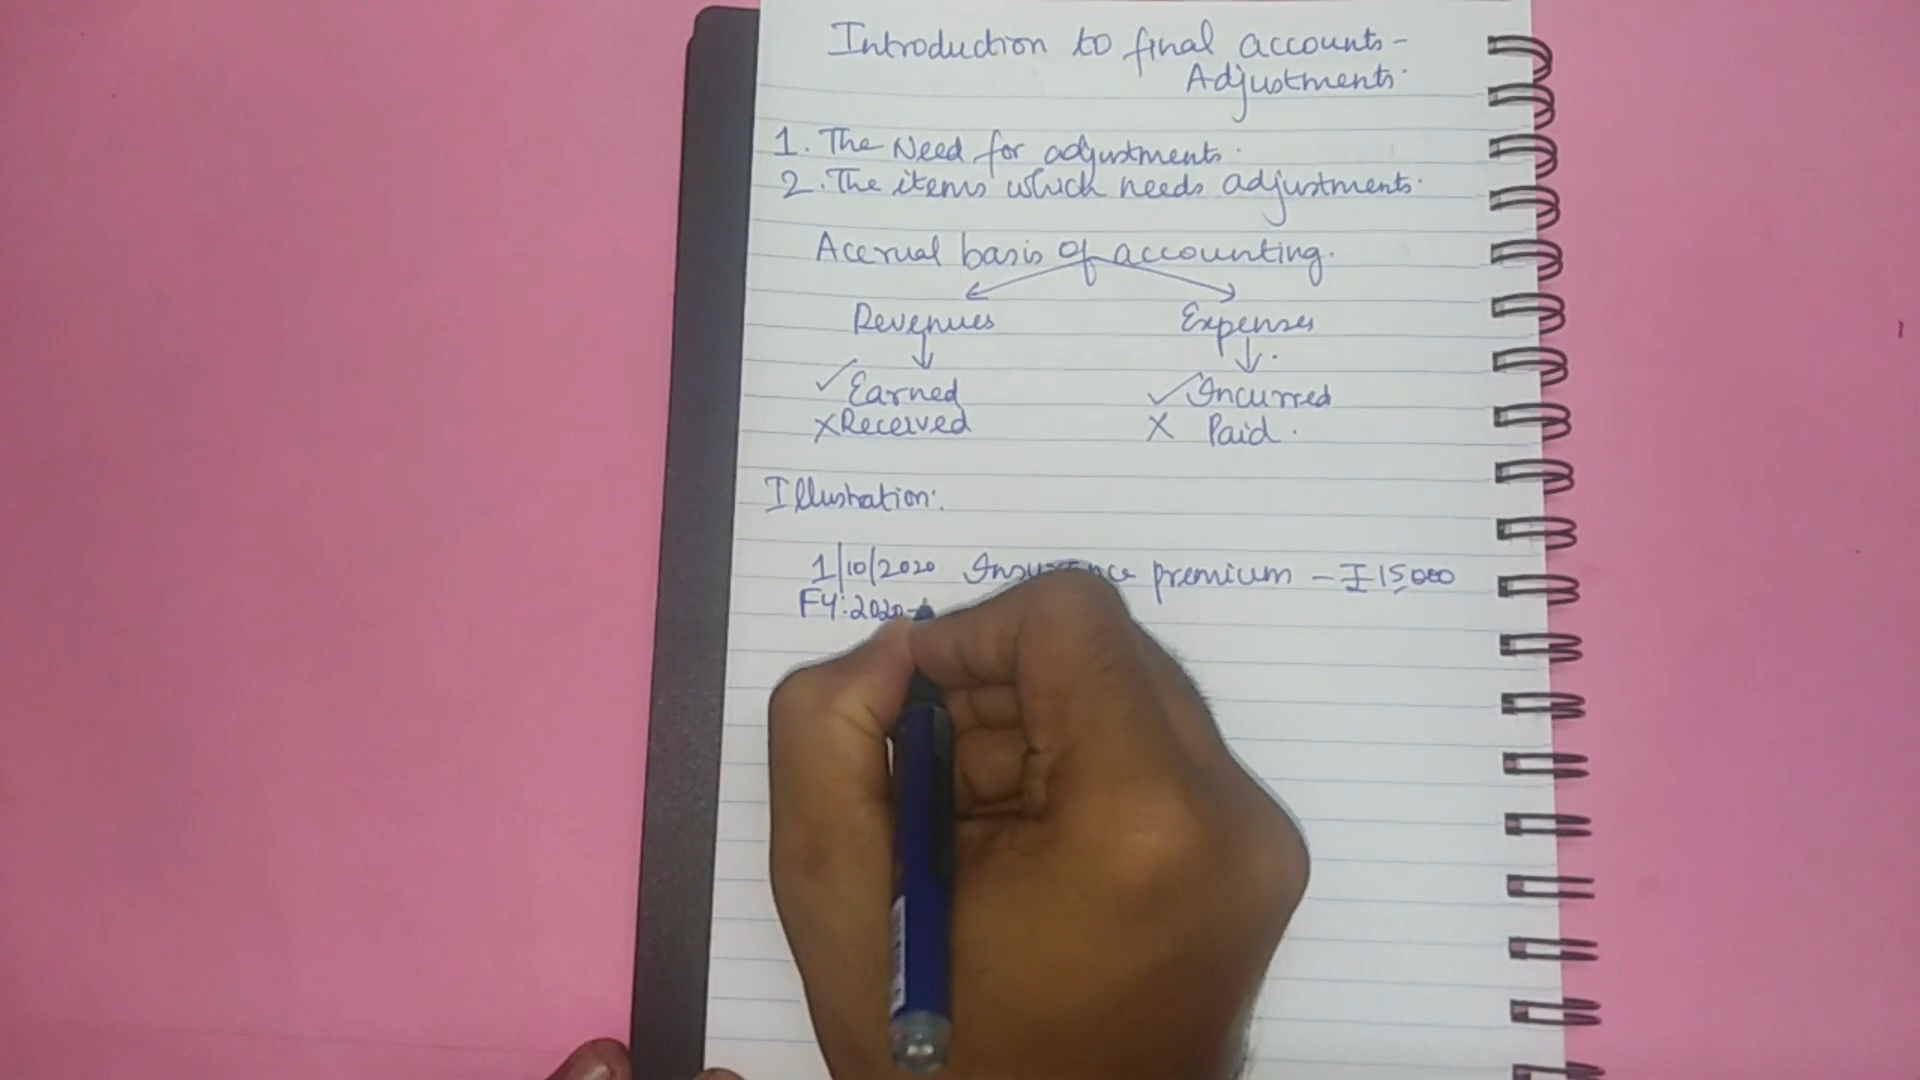 Introduction to final accounts -
Adjustments.
1. The Need for adjustments.
2. The items which needs adjustments.
Accrual basis of accounting.
Revenues Expenses
✓ Earned ✓ Incurred
X Received X Paid.
Illustration:
1/10/2020 Insurance premium - ₹15,000
FY: 2020-